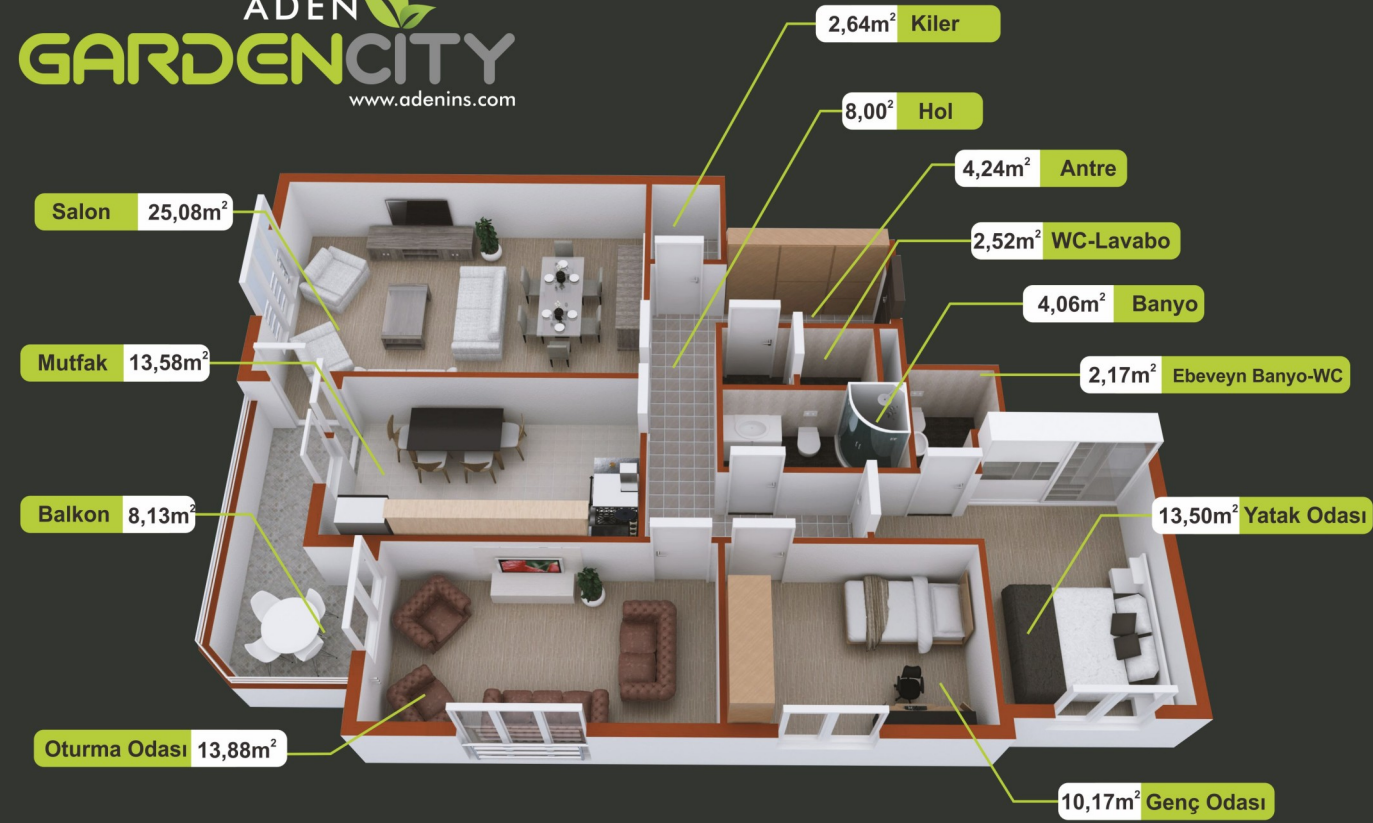 ADEN
GARDENCITY
www.adenins.com
2,64m² Kiler
8,00² Hol
4,24m² Antre
2,52m² WC-Lavabo
4,06m² Banyo
2,17m² Ebeveyn Banyo-WC
13,50m² Yatak Odası
10,17m² Genç Odası
Salon 25,08m²
Mutfak 13,58m²
Balkon 8,13m²
Oturma Odası 13,88m²